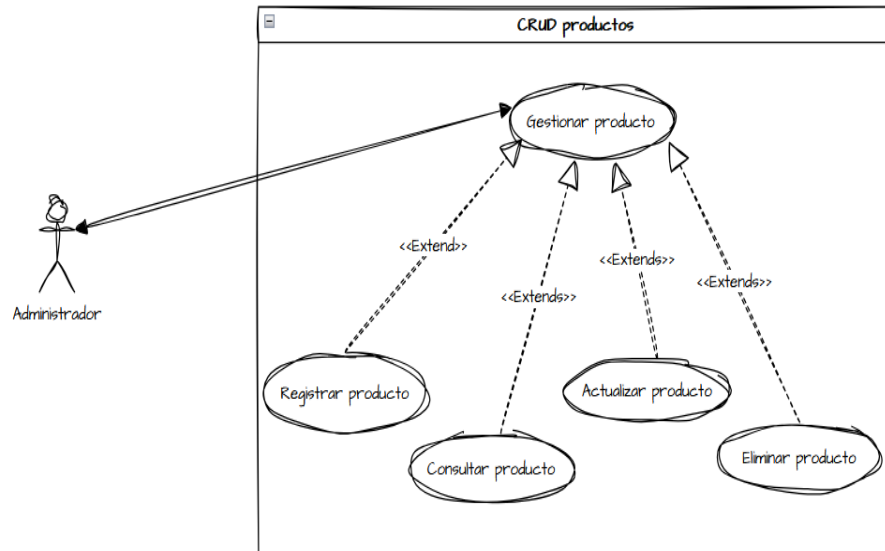 CRUD productos
Gestionar producto
<<Extend>>
<<Extends>>
<<Extends>>
<<Extends>>
Administrador
Registrar producto
Actualizar producto
Consultar producto
Eliminar producto